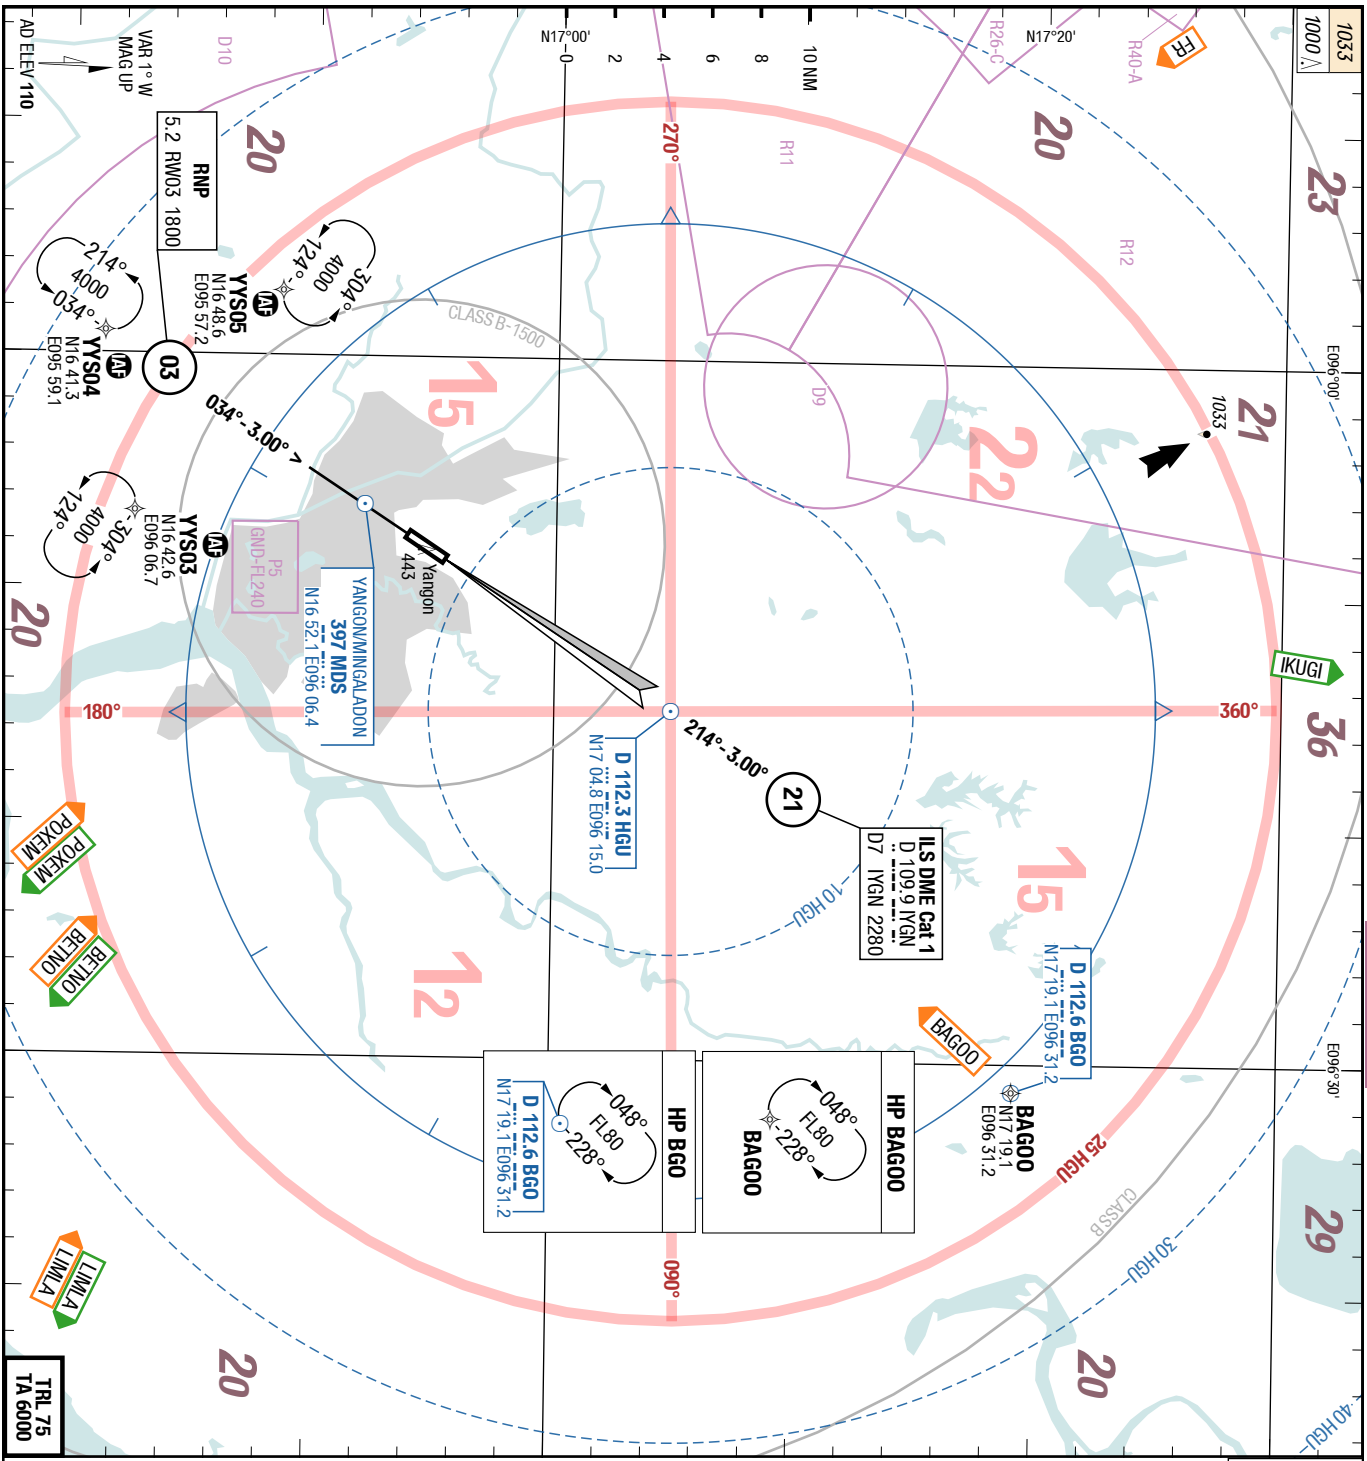 1033
1000
FR
R40-A
R26-C
N17°20'
10 NM
8
6
4
2
0
N17°00'
D10
VAR 1° W
MAG UP
AD ELEV 110
20
23
20
R12
R11
270°
RNP
5.2 RW03 1800
E096°00'
21
1033
22
D9
CLASS B-1500
304°
4000
124°
IAF
YYS05
N16 48.6
E095 57.2
214°
4000
034°
IAF
YYS04
N16 41.3
E095 59.1
03
034°-3.00° >
15
304°
4000
124°
IAF
YYS03
N16 42.6
E096 06.7
P5
GND-FL240
Yangon
443
YANGON/MINGALADON
397 MDS
N16 52.1 E096 06.4
20
IKUGI
36
360°
180°
D 112.3 HGU
N17 04.8 E096 15.0
214°-3.00°
21
ILS DME Cat 1
D 109.9 IYGN
D7 IYGN 2280
10 HGU
15
12
POXEM
POXEM
BETNO
BETNO
D 112.6 BGO
N17 19.1 E096 31.2
BAGOO
BAGOO
N17 19.1
E096 31.2
E096°30'
HP BAGOO
048°
FL80
228°
BAGOO
HP BGO
048°
FL80
228°
D 112.6 BGO
N17 19.1 E096 31.2
25 HGU
CLASS B
30 HGU
29
090°
LIMLA
LIMLA
20
20
40 HGU
TRL 75
TA 6000